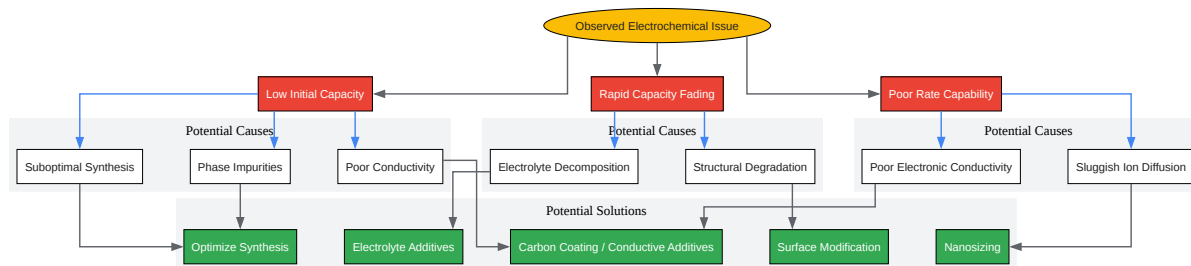 Observed Electrochemical Issue
Low Initial Capacity
Rapid Capacity Fading
Poor Rate Capability
Potential Causes
Potential Causes
Potential Causes
Suboptimal Synthesis
Phase Impurities
Poor Conductivity
Electrolyte Decomposition
Structural Degradation
Poor Electronic Conductivity
Sluggish Ion Diffusion
Potential Solutions
Optimize Synthesis
Electrolyte Additives
Carbon Coating / Conductive Additives
Surface Modification
Nanosizing